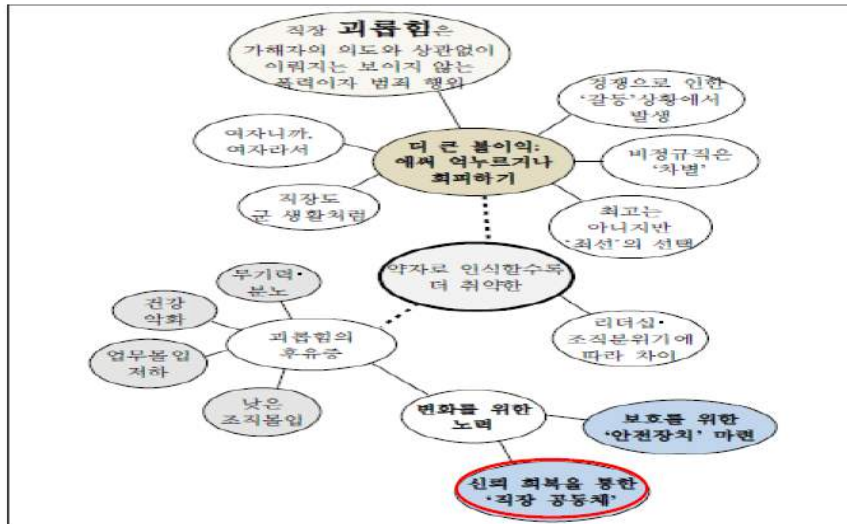 직장 괴롭힘은
가해자의 의도와 상관없이
이뤄지는 보이지 않는
폭력이자 범죄 행위
경쟁으로 인한
‘갈등’상황에서
발생
여자니까,
여자라서
더 큰 불이익:
애써 억누르거나
회피하기
비정규직은
‘차별’
직장도
군 생활처럼
최고는
아니지만
‘최선’의 선택
약자로 인식할수록
더 취약한
무기력·
분노
건강
악화
괴롭힘의
후유증
리더십·
조직분위기에
따라 차이
업무몰입
저하
낮은
조직몰입
변화를 위한
노력
보호를 위한
‘안전장치’ 마련
신뢰 회복을 통한
‘직장 공동체’